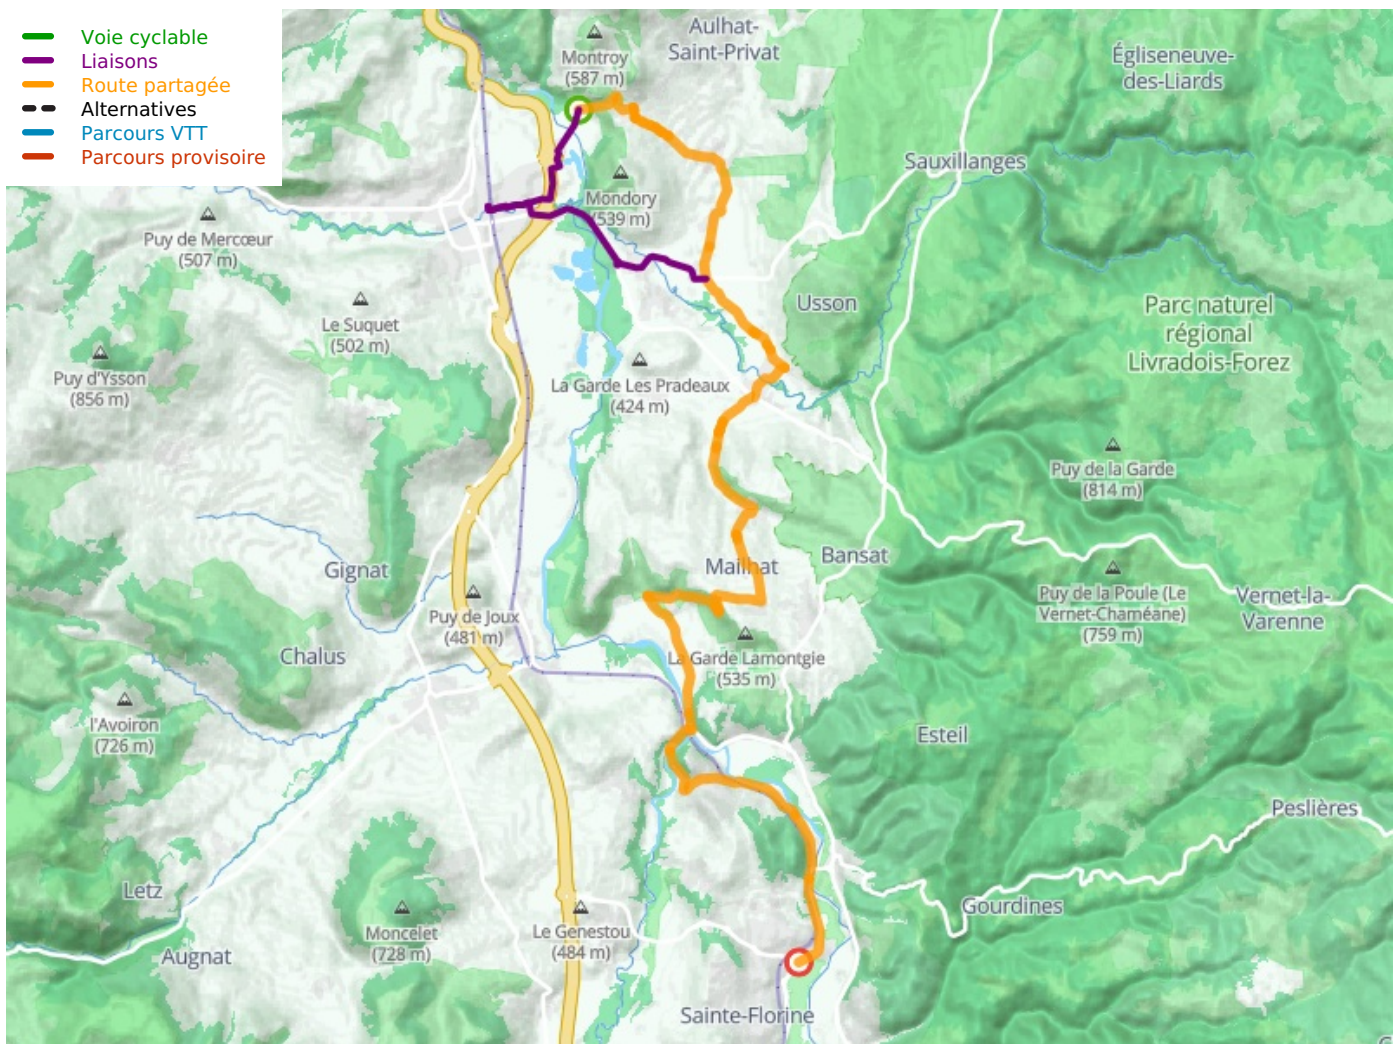 Voie cyclable
Liaisons
Route partagée
Alternatives
Parcours VTT
Parcours provisoire
Aulhat-
Saint-Privat
Montroy
(587 m)
Égliseneuve-
des-Liards
Sauxillanges
Mondory
(539 m)
Puy de Mercœur
(507 m)
Usson
Parc naturel
régional
Livradois-Forez
Le Suquet
(502 m)
Puy d'Ysson
(856 m)
La Garde Les Pradeaux
(424 m)
Puy de la Garde
(814 m)
Gignat
Mailhat
Bansat
Puy de la Poule (Le
Vernet-Chaméane)
(759 m)
Vernet-la-
Varenne
Puy de Joux
(481 m)
Chalus
La Garde Lamontgie
(535 m)
l'Avoiron
(726 m)
Esteil
Peslières
Letz
Gourdines
Moncelet
(728 m)
Le Genestou
(484 m)
Augnat
Sainte-Florine